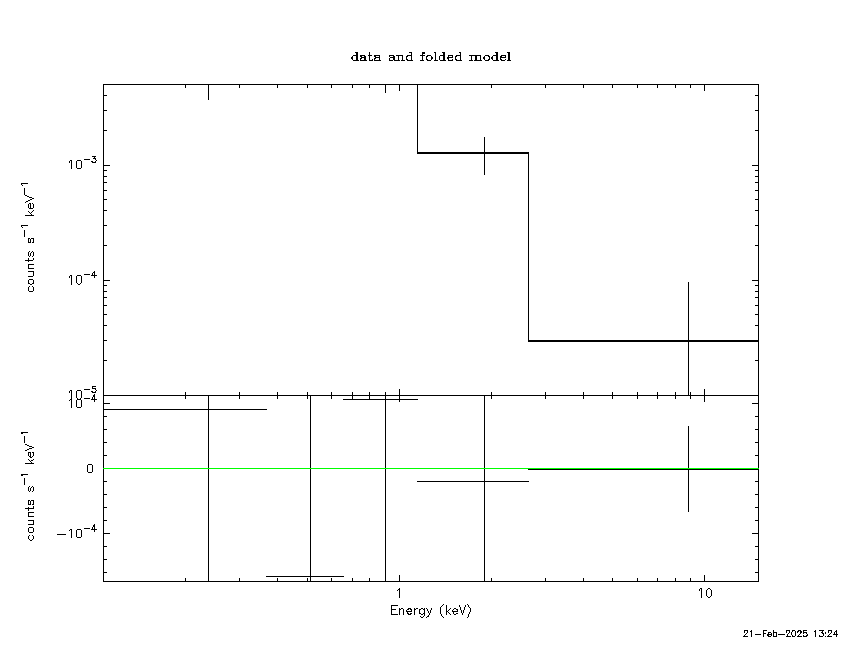 data and folded model
counts s⁻¹ keV⁻¹
10⁻³
10⁻⁴
10⁻⁵
counts s⁻¹ keV⁻¹
10⁻⁴
0
−10⁻⁴
1
10
Energy (keV)
21−Feb−2025 13:24